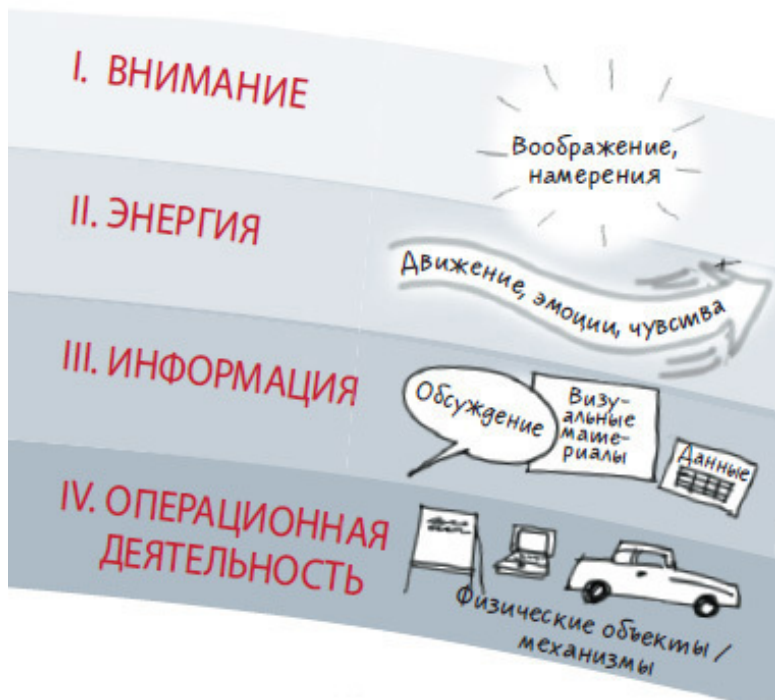 I. ВНИМАНИЕ
Воображение,
намерения
II. ЭНЕРГИЯ
Движение, эмоции, чувства
III. ИНФОРМАЦИЯ
Обсуждение
Визу-
альные
мате-
риалы
Данные
IV. ОПЕРАЦИОННАЯ
ДЕЯТЕЛЬНОСТЬ
Физические объекты /
механизмы